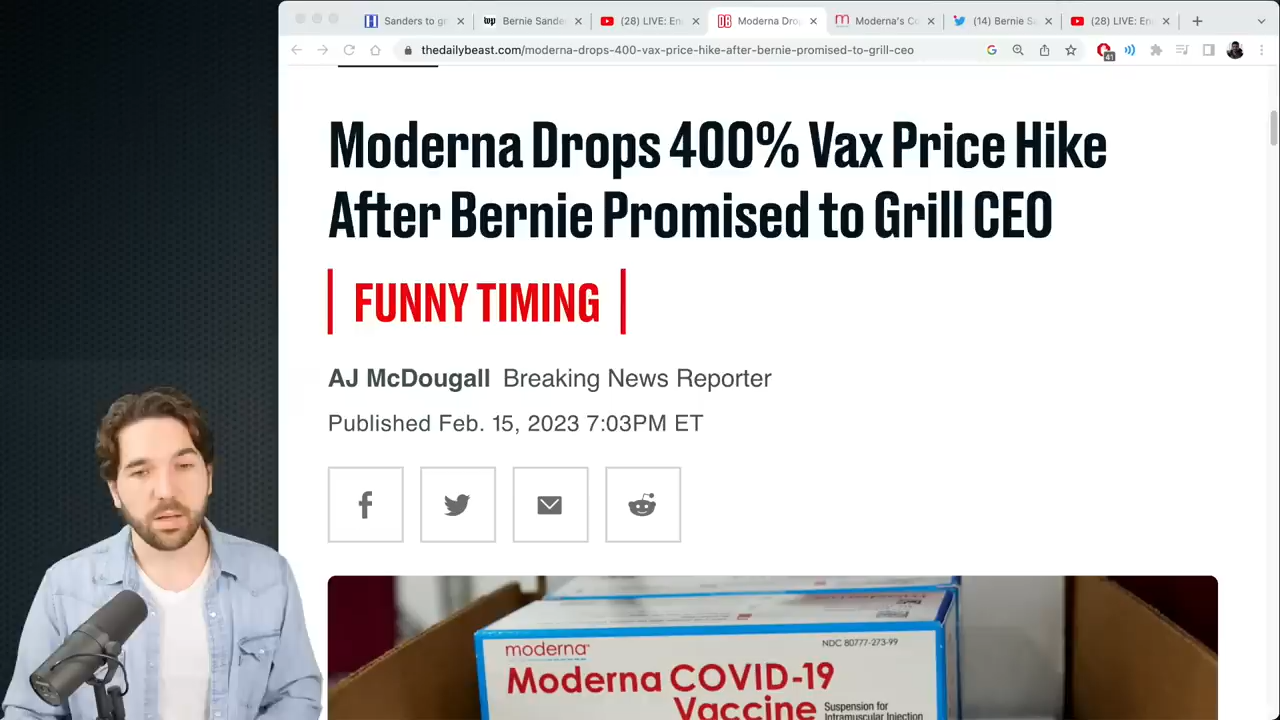 Sanders to gr
Bernie Sande
(28) LIVE: En
Moderna Dro
Moderna's C
(14) Bernie S
(28) LIVE: En
thedailybeast.com/moderna-drops-400-vax-price-hike-after-bernie-promised-to-grill-ceo
41
Moderna Drops 400% Vax Price Hike
After Bernie Promised to Grill CEO
FUNNY TIMING
AJ McDougall Breaking News Reporter
Published Feb. 15, 2023 7:03PM ET
moderna
NDC 80777-273-99
Moderna COVID-19
Vaccine
Suspension for
Intramuscular Injection